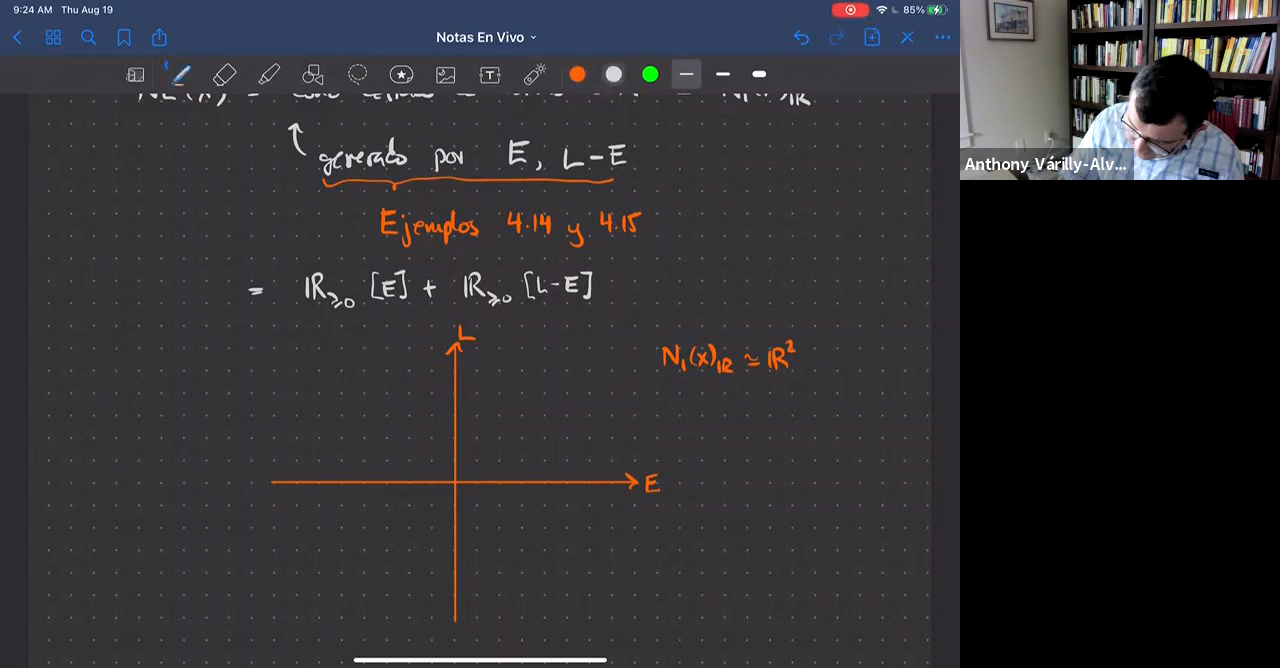 9:24 AM Thu Aug 19
85%
Notas En Vivo
Anthony Várilly-Alv...
generado por E, L-E
Ejemplos 4.14 y 4.15
= ℝ≥0 [E] + ℝ≥0 [L-E]
L
N₁(X)ℝ ≃ ℝ²
E